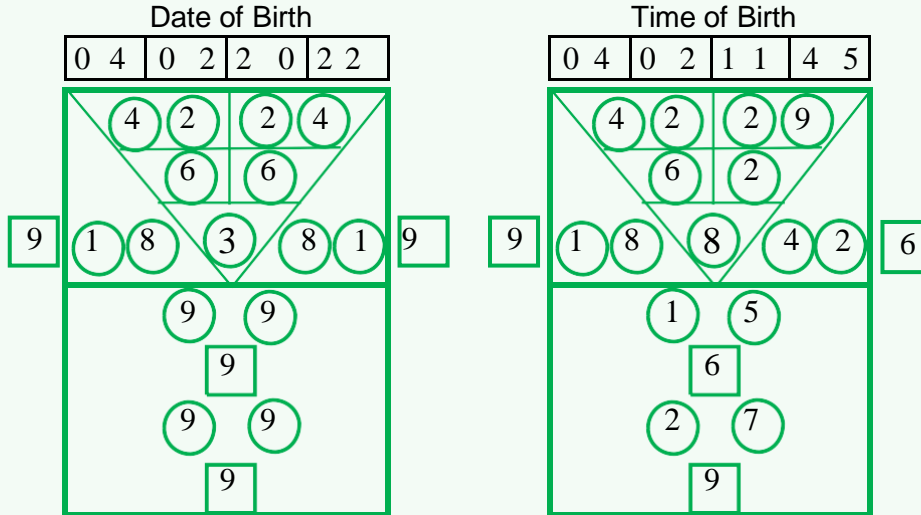 Date of Birth
0 4 0 2 2 0 2 2
4 2 2 4
6 6
9 1 8 3 8 1 9
9 9
9
9 9
9
Time of Birth
0 4 0 2 1 1 4 5
4 2 2 9
6 2
9 1 8 8 4 2 6
1 5
6
2 7
9